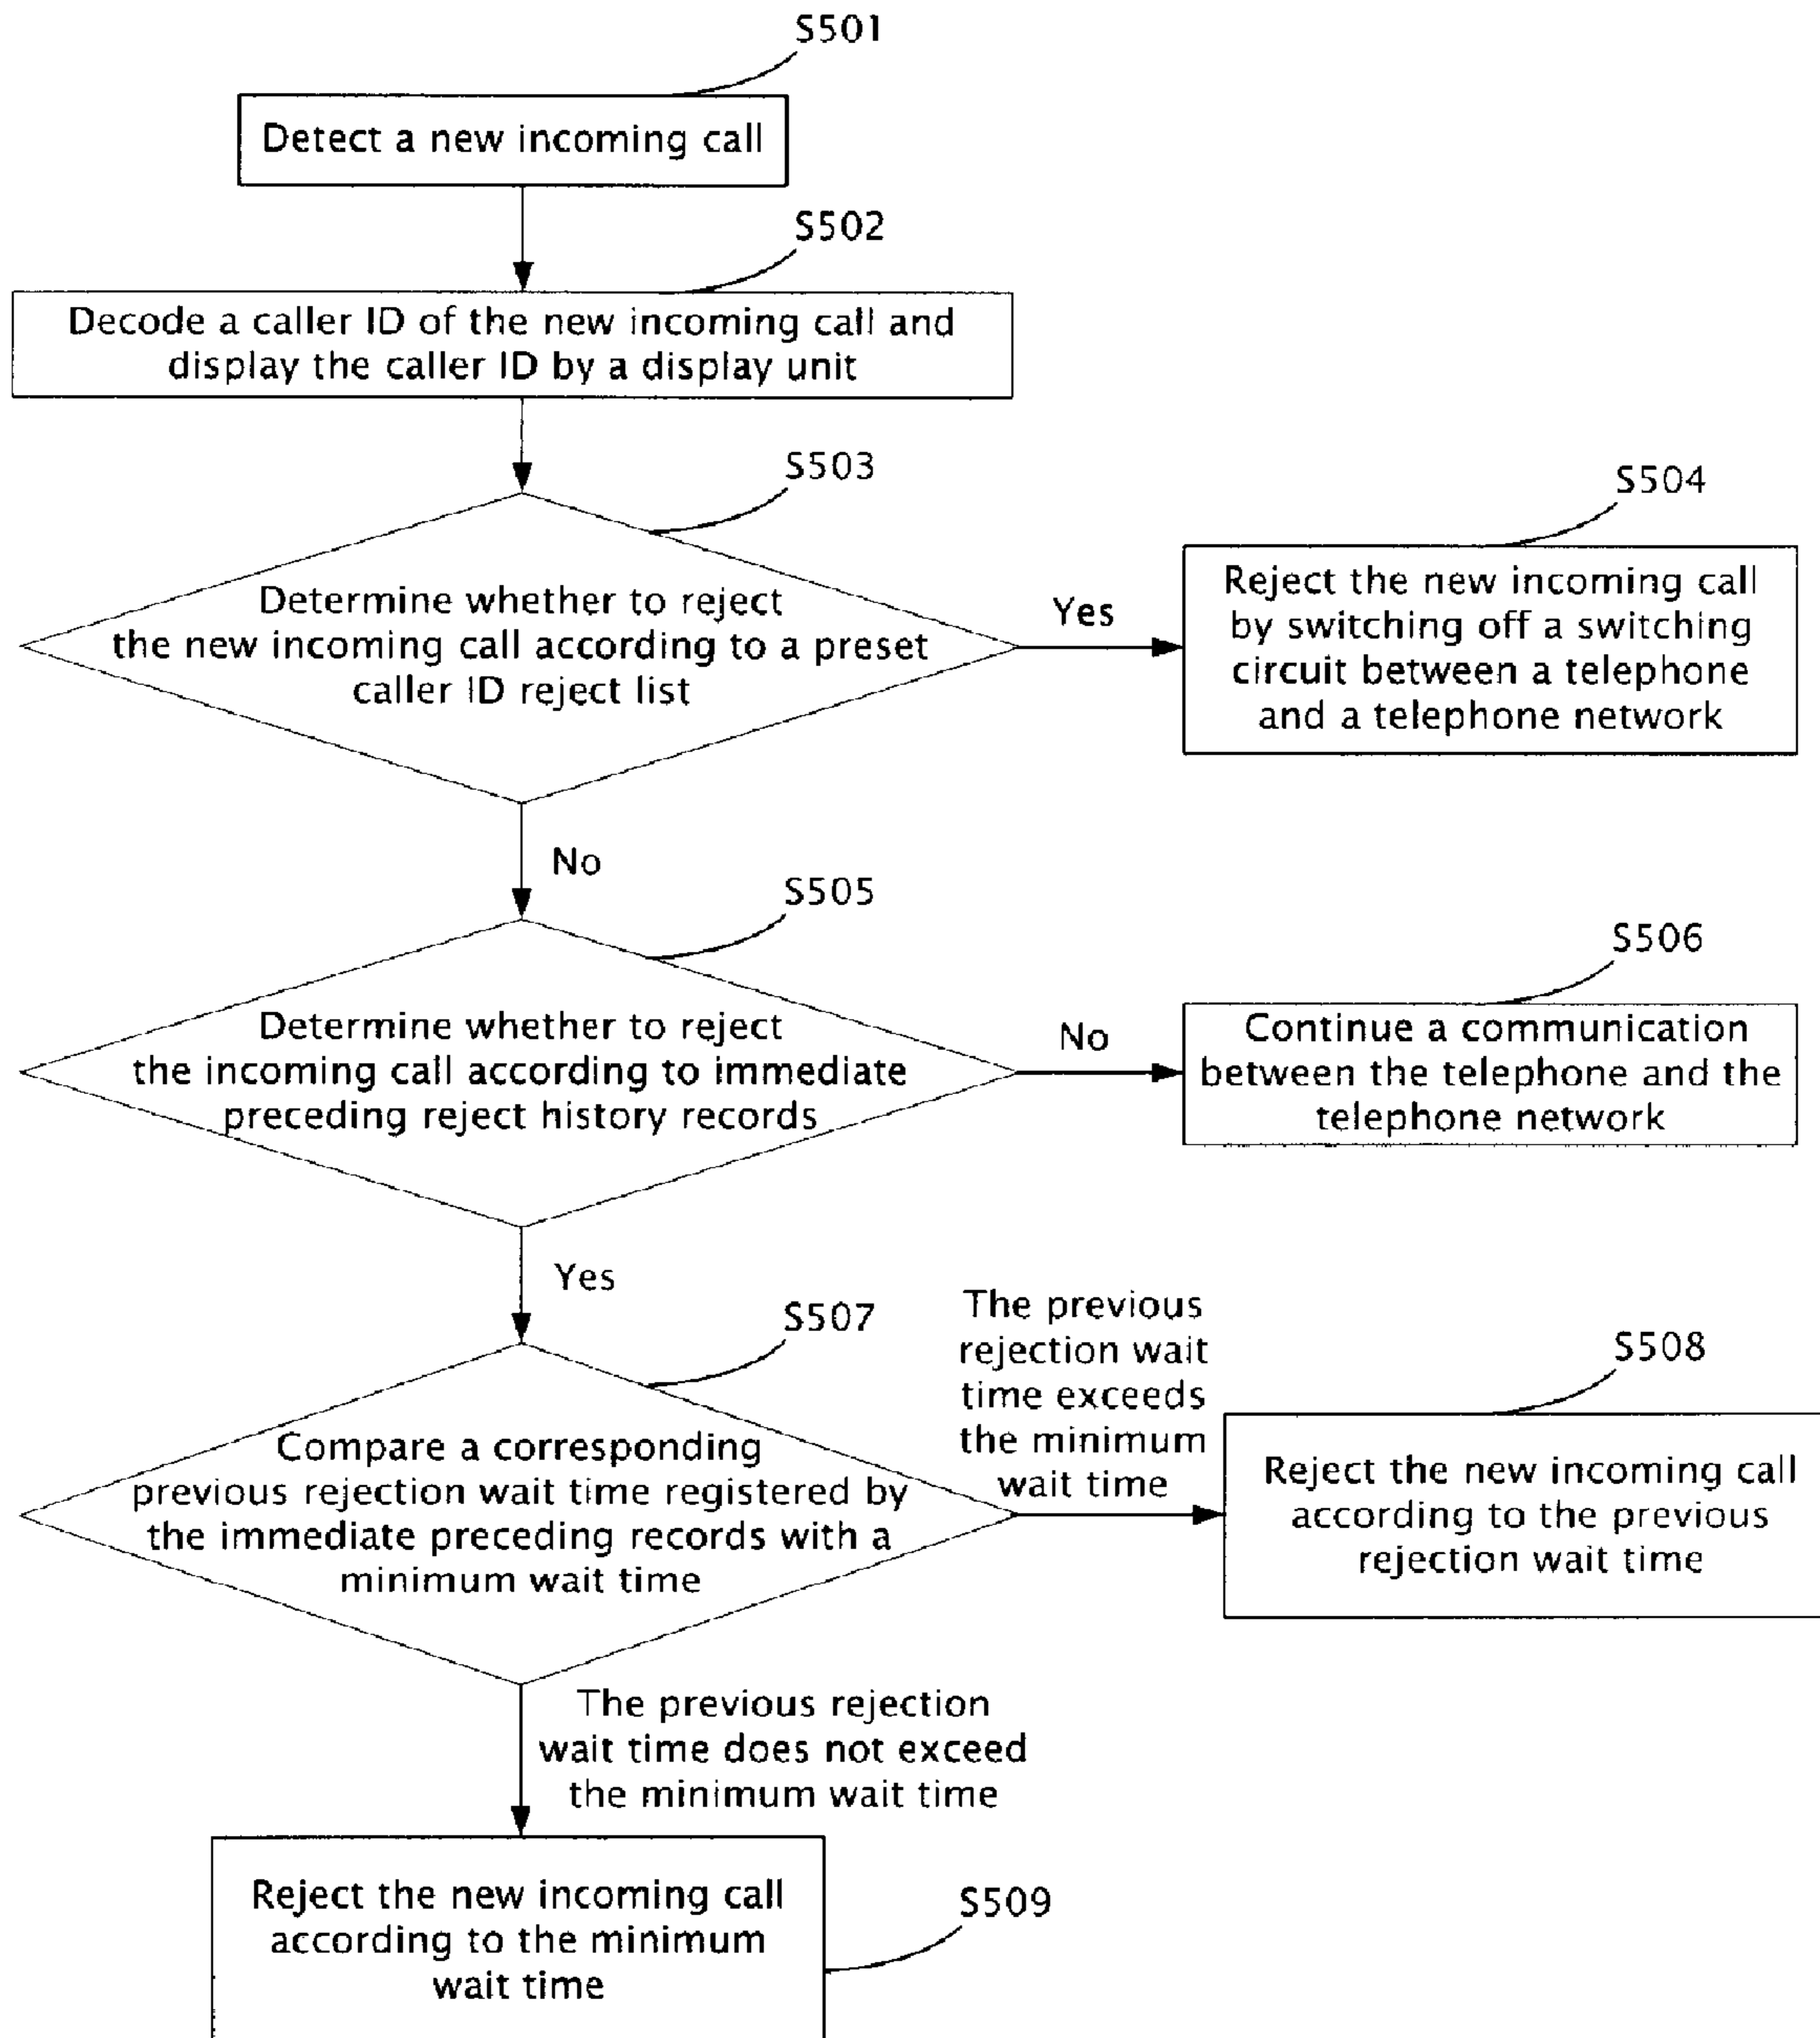 S501
Detect a new incoming call
S502
Decode a caller ID of the new incoming call and
display the caller ID by a display unit
S503
Determine whether to reject
the new incoming call according to a preset
caller ID reject list
Yes
S504
Reject the new incoming call
by switching off a switching
circuit between a telephone
and a telephone network
No
S505
Determine whether to reject
the incoming call according to immediate
preceding reject history records
No
S506
Continue a communication
between the telephone and the
telephone network
Yes
S507
Compare a corresponding
previous rejection wait time registered by
the immediate preceding records with a
minimum wait time
The previous
rejection wait
time exceeds
the minimum
wait time
S508
Reject the new incoming call
according to the previous
rejection wait time
The previous rejection
wait time does not exceed
the minimum wait time
Reject the new incoming call
according to the minimum
wait time
S509